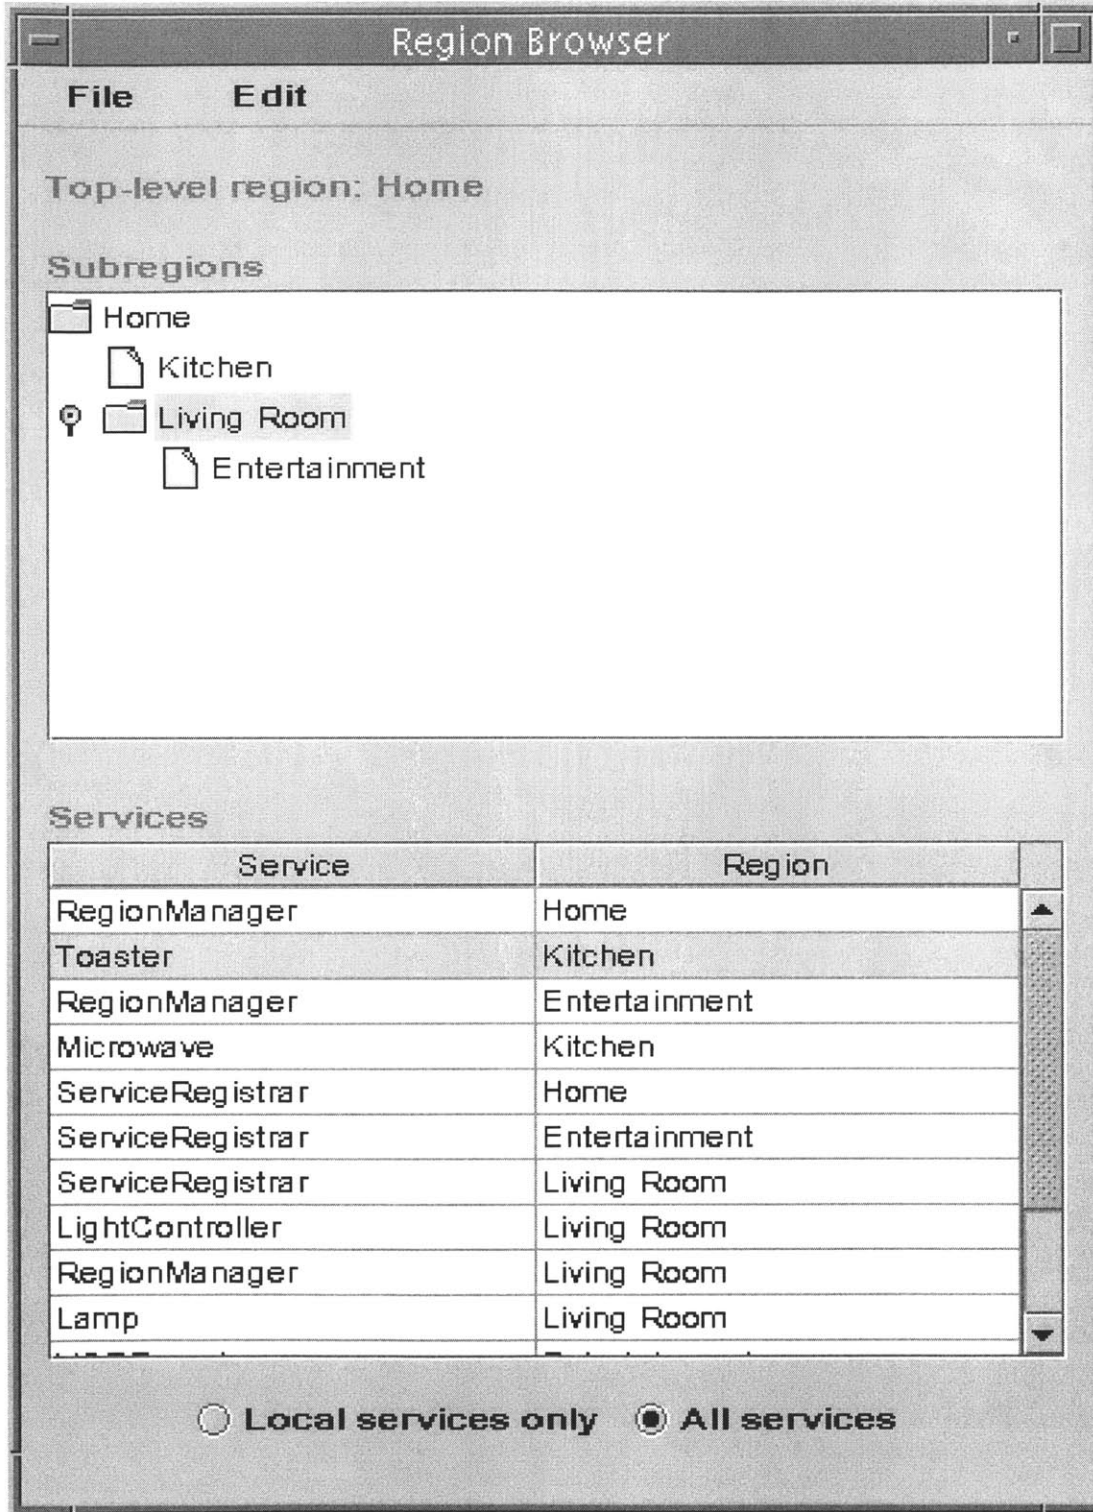 Region Browser
File Edit
Top-level region: Home
Subregions
Home
Kitchen
Living Room
Entertainment
Services
Service Region
RegionManager Home
Toaster Kitchen
RegionManager Entertainment
Microwave Kitchen
ServiceRegistrar Home
ServiceRegistrar Entertainment
ServiceRegistrar Living Room
LightController Living Room
RegionManager Living Room
Lamp Living Room
Local services only All services